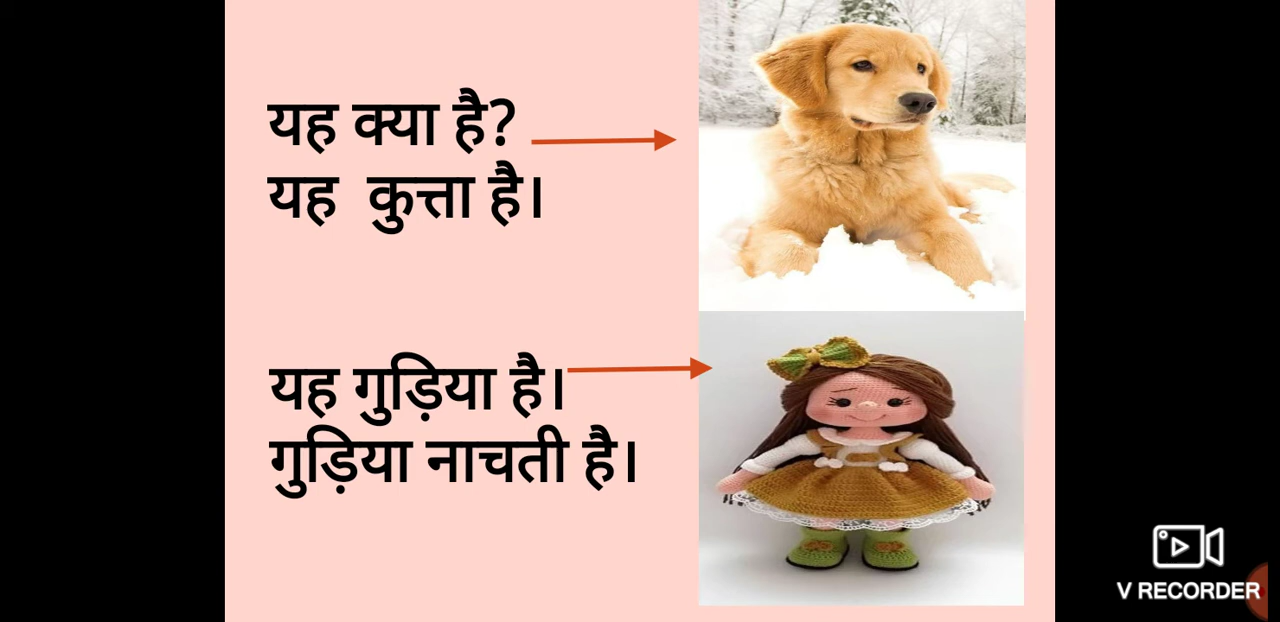 यह क्या है?
यह कुत्ता है।
यह गुड़िया है।
गुड़िया नाचती है।
V RECORDER